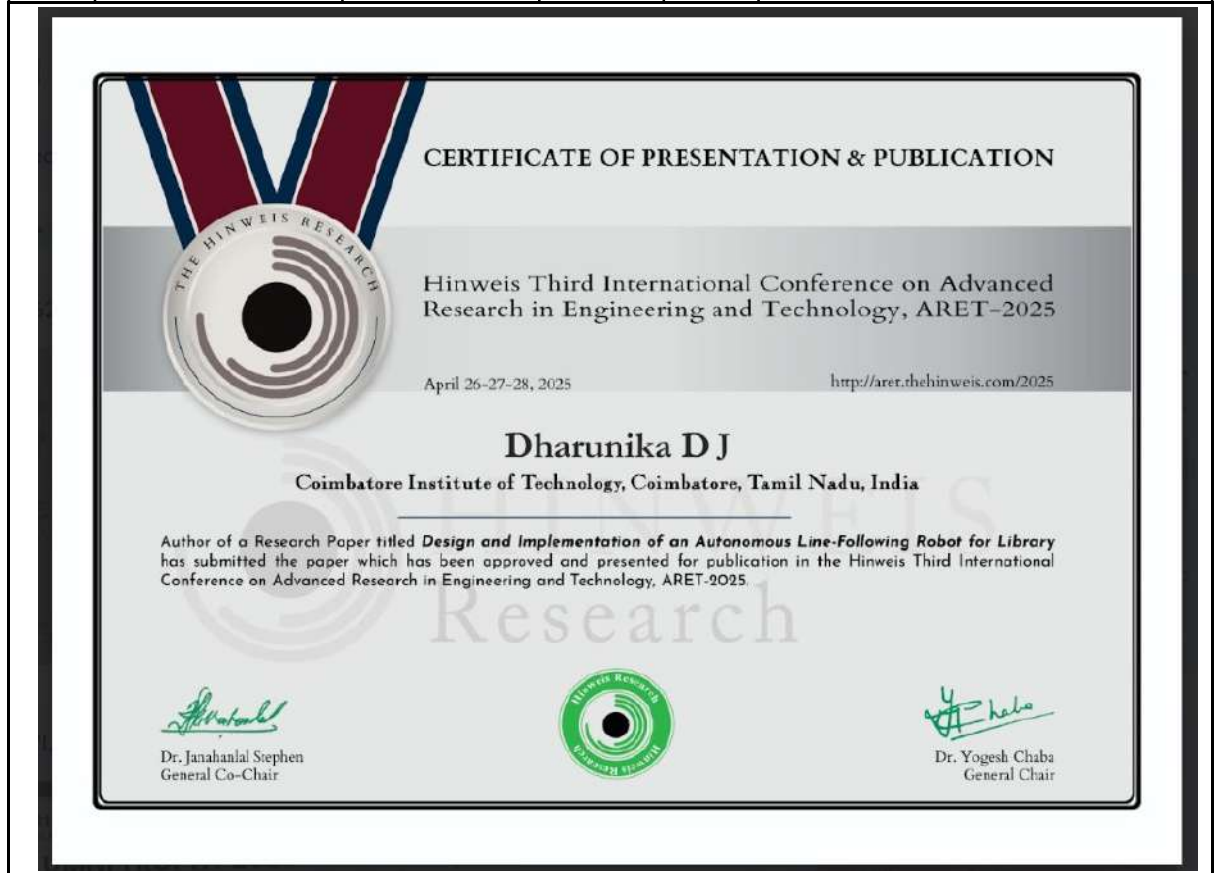 THE HINWEIS RESEARCH
CERTIFICATE OF PRESENTATION & PUBLICATION
Hinweis Third International Conference on Advanced
Research in Engineering and Technology, ARET-2025
April 26-27-28, 2025
http://arer.thehinweis.com/2025
Dharunika D J
Coimbatore Institute of Technology, Coimbatore, Tamil Nadu, India
HINWEIS
Research
Author of a Research Paper titled Design and Implementation of an Autonomous Line-Following Robot for Library
has submitted the paper which has been approved and presented for publication in the Hinweis Third International
Conference on Advanced Research in Engineering and Technology, ARET-2025.
Hinweis Research
Hinweis Research
Dr. Janahanlal Stephen
General Co-Chair
Dr. Yogesh Chaba
General Chair